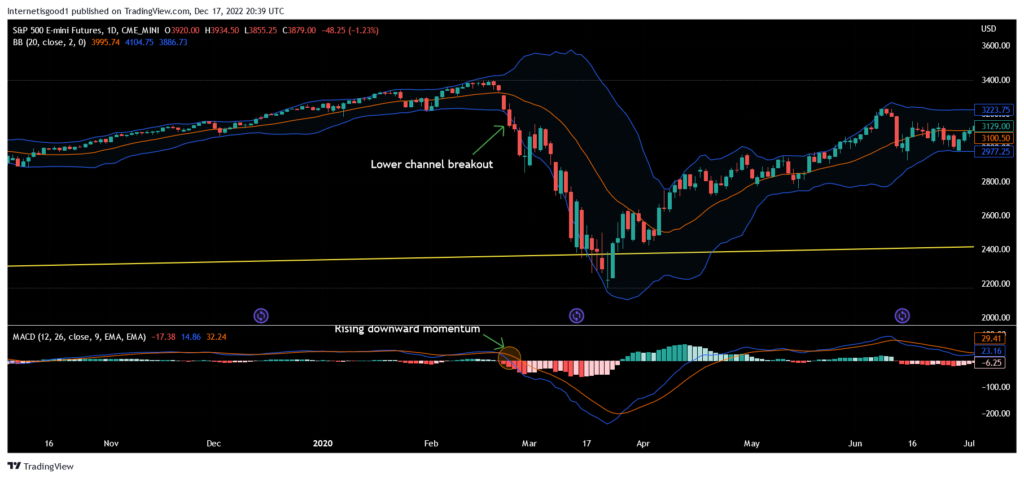 Internetisgood1 published on TradingView.com, Dec 17, 2022 20:39 UTC
S&P 500 E-mini Futures, 1D, CME_MINI O3920.00 H3934.50 L3855.25 C3879.00 −48.25 (−1.23%)
BB (20, close, 2, 0) 3995.74 4104.75 3886.73
USD
3600.00
3400.00
3223.75
3129.00
3100.50
2977.25
2800.00
2600.00
2400.00
2200.00
2000.00
Lower channel breakout
Rising downward momentum
MACD (12, 26, close, 9, EMA, EMA) −17.38 14.86 32.24
29.41
23.16
−6.25
−100.00
−200.00
16 Nov Dec 2020 Feb Mar 17 Apr May Jun 16 Jul
TradingView